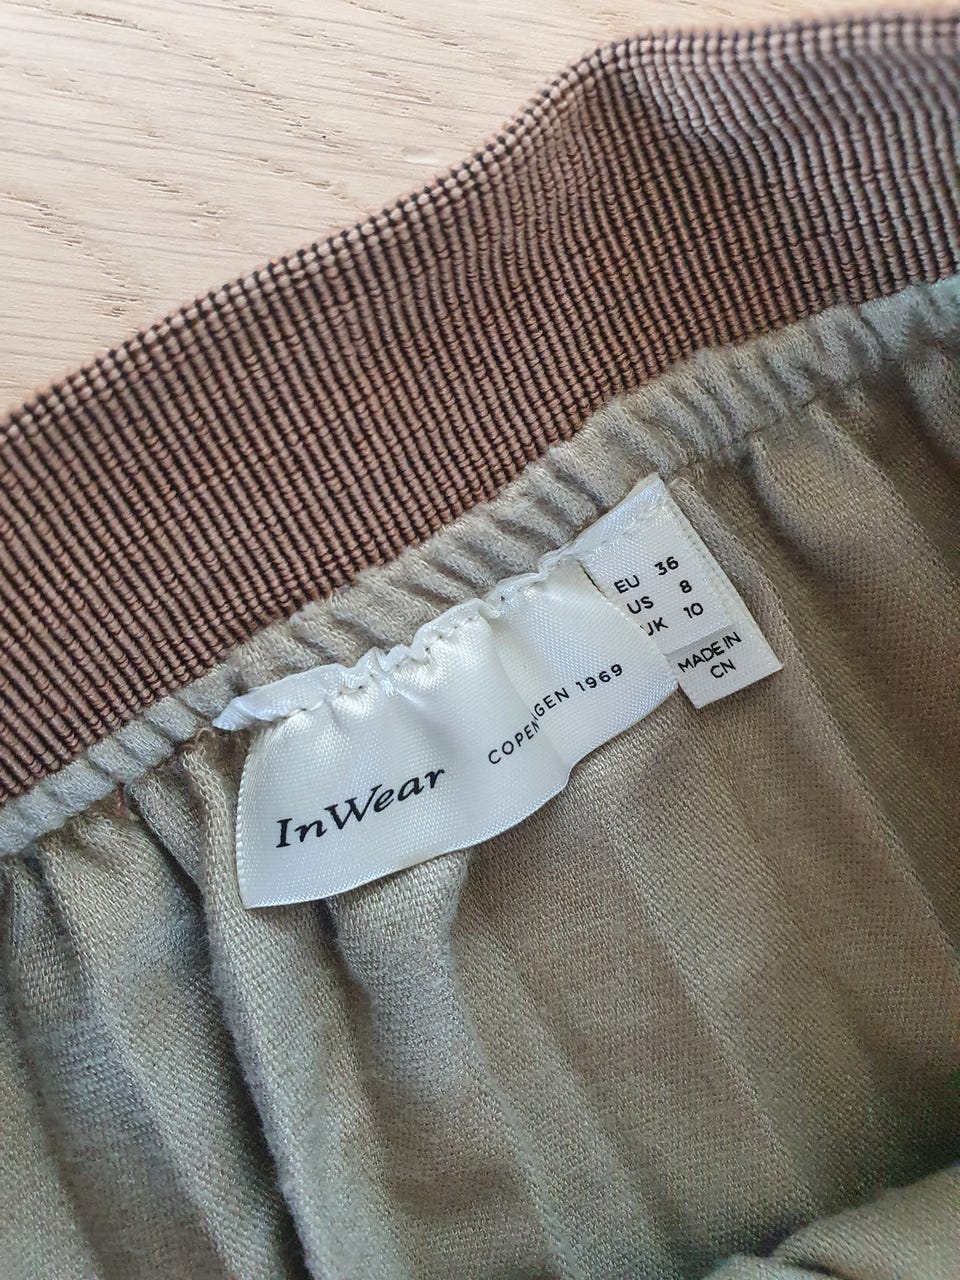 InWear
COPENHAGEN 1969
EU 36
US 8
UK 10
MADE IN
CN